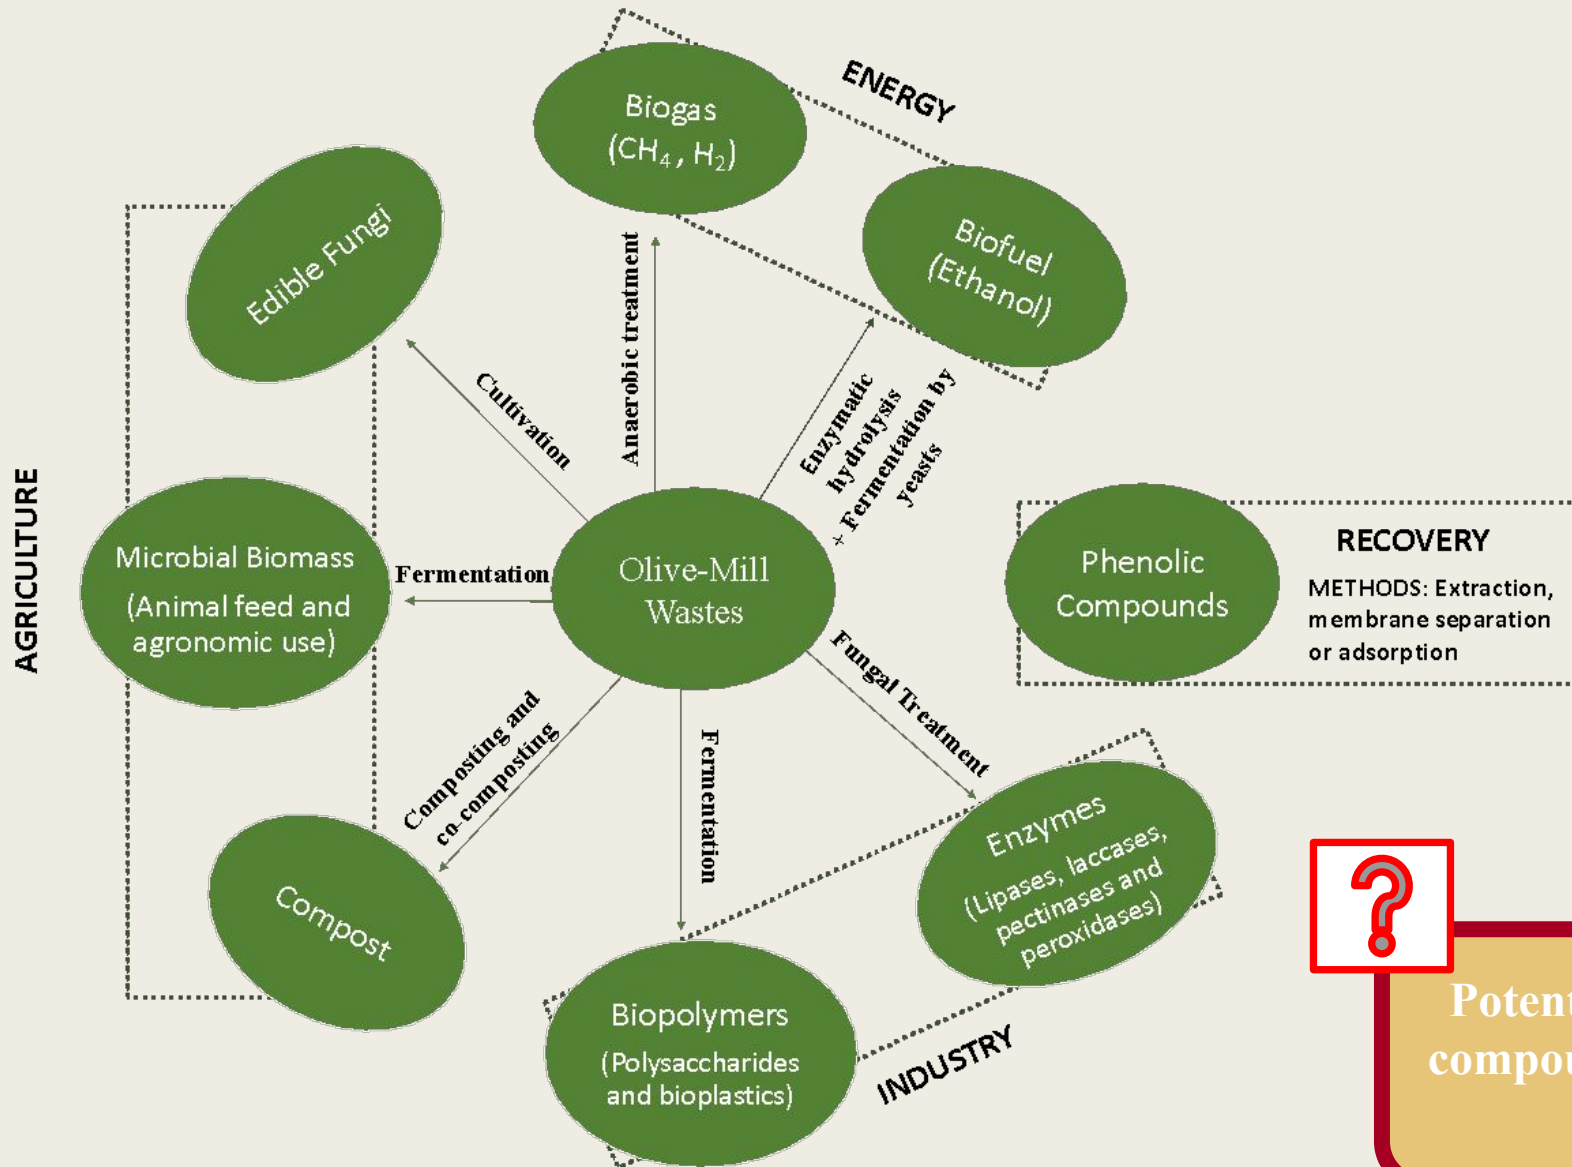 ENERGY
Biogas
(CH₄ , H₂)
Biofuel
(Ethanol)
Edible Fungi
Anaerobic treatment
Cultivation
Enzymatic
hydrolysis
+ Fermentation by
yeasts
AGRICULTURE
Microbial Biomass
(Animal feed and
agronomic use)
Fermentation
Olive-Mill
Wastes
Phenolic
Compounds
RECOVERY
METHODS: Extraction,
membrane separation
or adsorption
Fungal Treatment
Composting and
co-composting
Fermentation
Compost
Enzymes
(Lipases, laccases,
pectinases and
peroxidases)
Biopolymers
(Polysaccharides
and bioplastics)
INDUSTRY
?